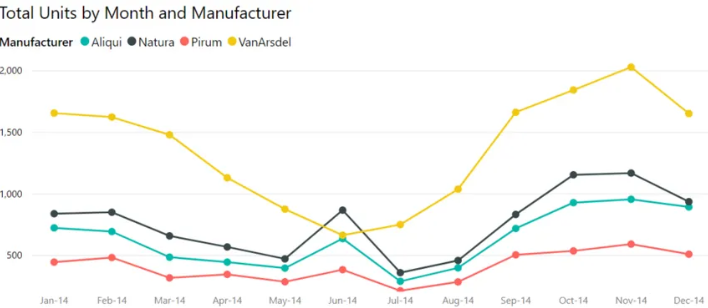 Total Units by Month and Manufacturer
Manufacturer Aliqui Natura Pirum VanArsdel
2,000
1,500
1,000
500
Jan-14 Feb-14 Mar-14 Apr-14 May-14 Jun-14 Jul-14 Aug-14 Sep-14 Oct-14 Nov-14 Dec-14